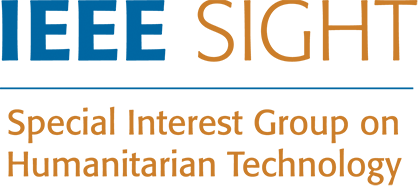 IEEE SIGHT
Special Interest Group on
Humanitarian Technology